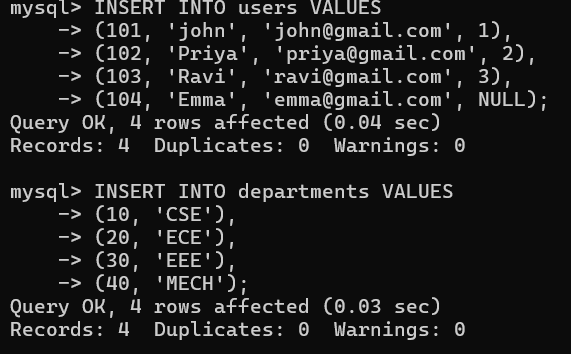 mysql> INSERT INTO users VALUES
    -> (101, 'john', 'john@gmail.com', 1),
    -> (102, 'Priya', 'priya@gmail.com', 2),
    -> (103, 'Ravi', 'ravi@gmail.com', 3),
    -> (104, 'Emma', 'emma@gmail.com', NULL);
Query OK, 4 rows affected (0.04 sec)
Records: 4  Duplicates: 0  Warnings: 0

mysql> INSERT INTO departments VALUES
    -> (10, 'CSE'),
    -> (20, 'ECE'),
    -> (30, 'EEE'),
    -> (40, 'MECH');
Query OK, 4 rows affected (0.03 sec)
Records: 4  Duplicates: 0  Warnings: 0